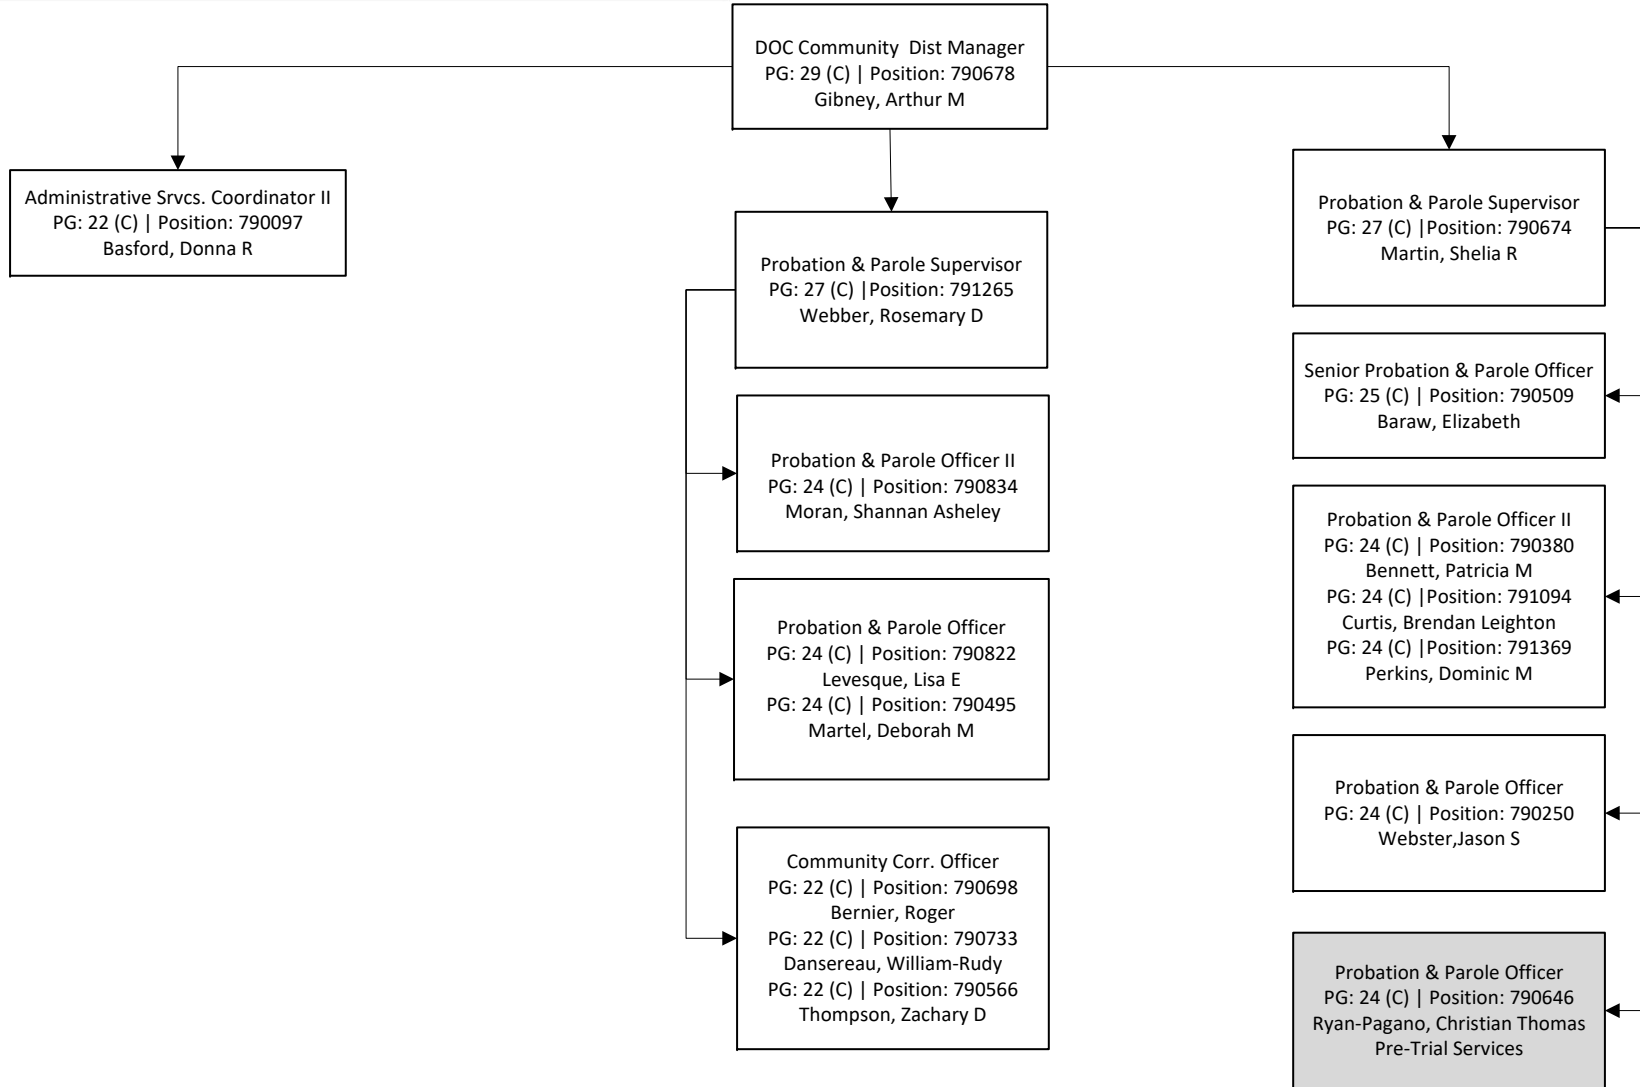 DOC Community  Dist Manager
PG: 29 (C) | Position: 790678
Gibney, Arthur M
Administrative Srvcs. Coordinator II
PG: 22 (C) | Position: 790097
Basford, Donna R
Probation & Parole Supervisor
PG: 27 (C) |Position: 791265
Webber, Rosemary D
Probation & Parole Officer II
PG: 24 (C) | Position: 790834
Moran, Shannan Asheley
Probation & Parole Officer
PG: 24 (C) | Position: 790822
Levesque, Lisa E
PG: 24 (C) | Position: 790495
Martel, Deborah M
Community Corr. Officer
PG: 22 (C) | Position: 790698
Bernier, Roger
PG: 22 (C) | Position: 790733
Dansereau, William-Rudy
PG: 22 (C) | Position: 790566
Thompson, Zachary D
Probation & Parole Supervisor
PG: 27 (C) |Position: 790674
Martin, Shelia R
Senior Probation & Parole Officer
PG: 25 (C) | Position: 790509
Baraw, Elizabeth
Probation & Parole Officer II
PG: 24 (C) | Position: 790380
Bennett, Patricia M
PG: 24 (C) |Position: 791094
Curtis, Brendan Leighton
PG: 24 (C) |Position: 791369
Perkins, Dominic M
Probation & Parole Officer
PG: 24 (C) | Position: 790250
Webster,Jason S
Probation & Parole Officer
PG: 24 (C) | Position: 790646
Ryan-Pagano, Christian Thomas
Pre-Trial Services